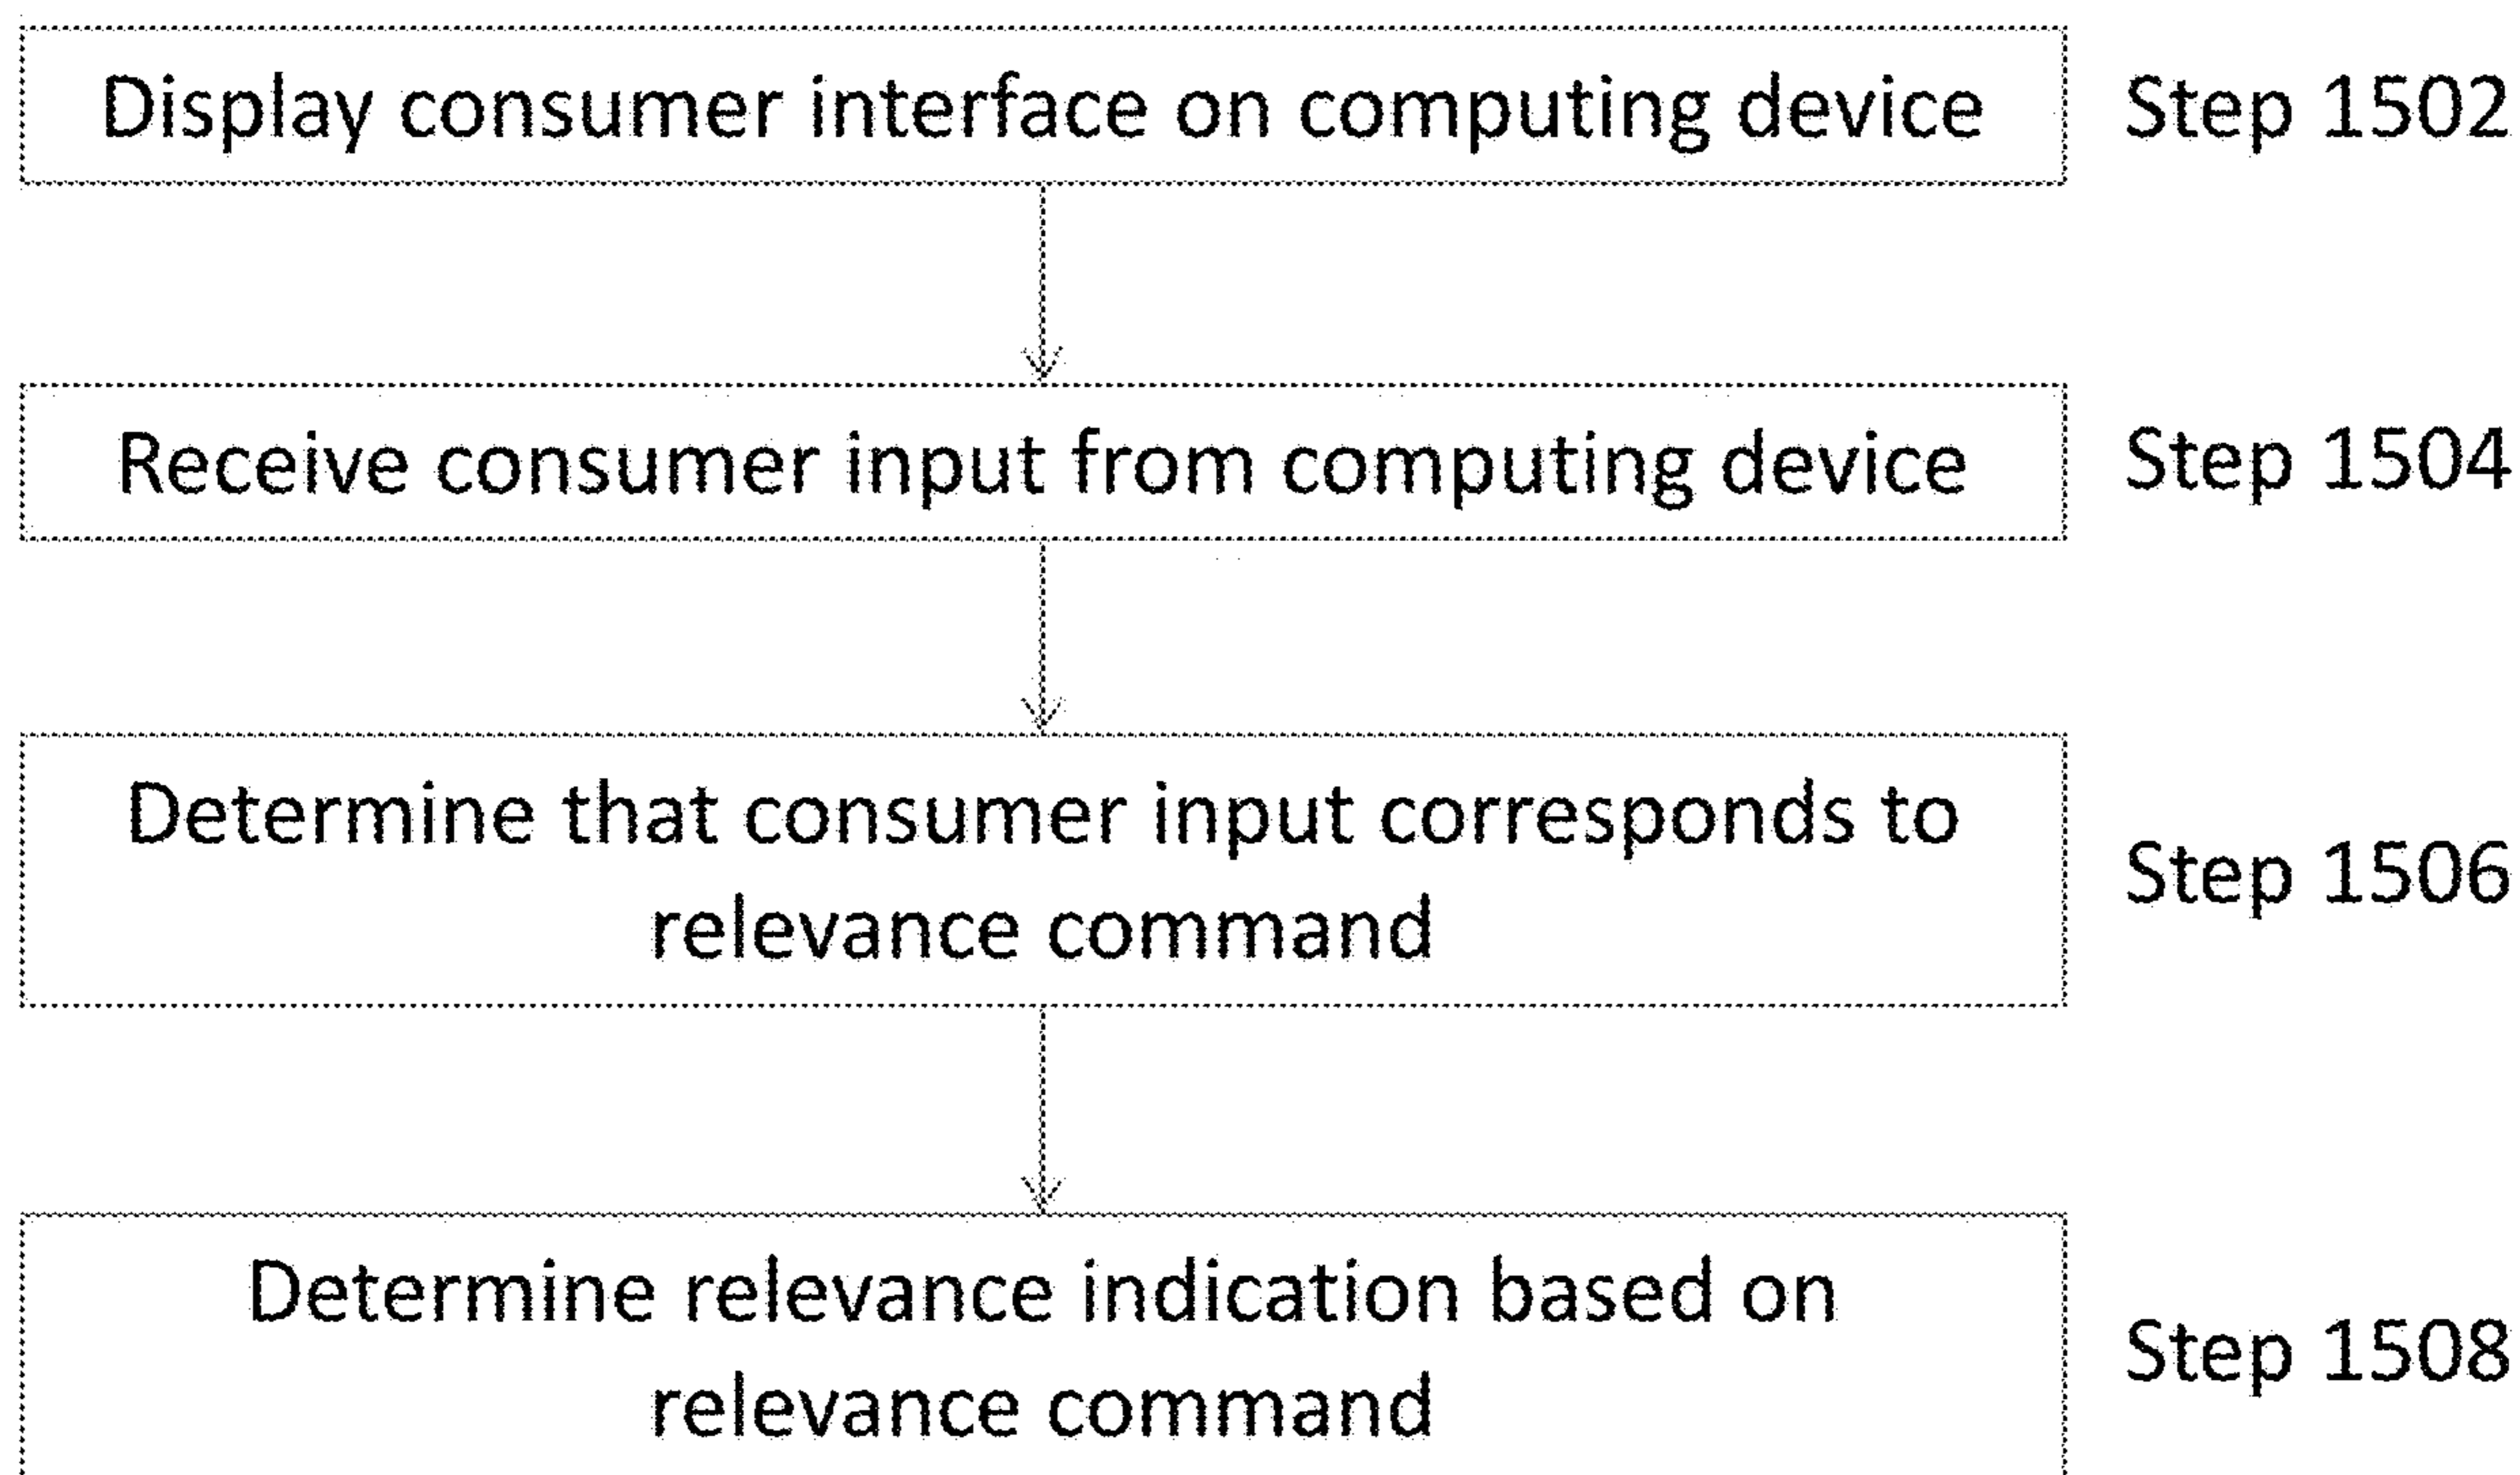 Display consumer interface on computing device Step 1502
Receive consumer input from computing device Step 1504
Determine that consumer input corresponds to
relevance command
Step 1506
Determine relevance indication based on
relevance command
Step 1508